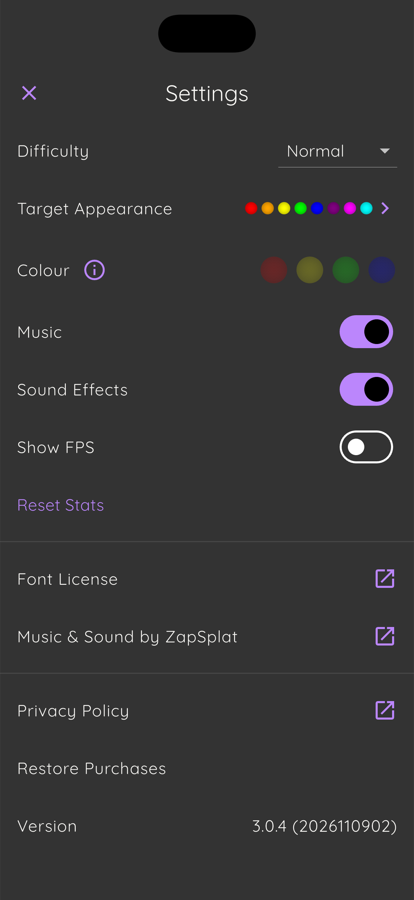 Settings
Difficulty Normal
Target Appearance
Colour
Music
Sound Effects
Show FPS
Reset Stats
Font License
Music & Sound by ZapSplat
Privacy Policy
Restore Purchases
Version 3.0.4 (2026110902)